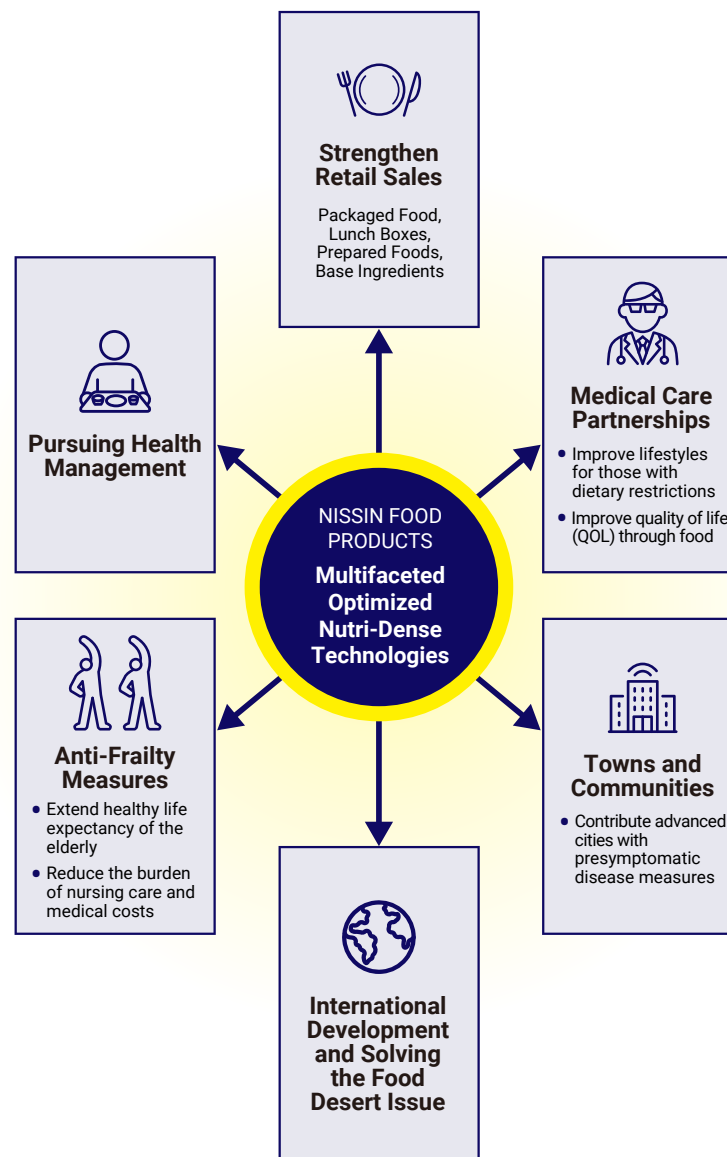 Strengthen
Retail Sales
Packaged Food,
Lunch Boxes,
Prepared Foods,
Base Ingredients
Pursuing Health
Management
Medical Care
Partnerships
• Improve lifestyles
for those with
dietary restrictions
• Improve quality of life
(QOL) through food
NISSIN FOOD
PRODUCTS
Multifaceted
Optimized
Nutri-Dense
Technologies
Anti-Frailty
Measures
• Extend healthy life
expectancy of the
elderly
• Reduce the burden
of nursing care and
medical costs
Towns and
Communities
• Contribute advanced
cities with
presymptomatic
disease measures
International
Development
and Solving
the Food
Desert Issue